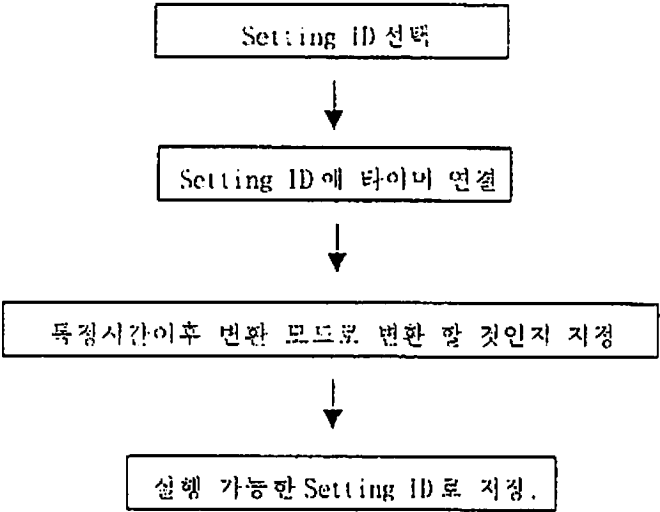 Setting ID 선택
Setting ID에 타이머 연결
특정시간이후 변환 모드로 변환 할 것인지 지정
실행 가능한 Setting ID로 지정.